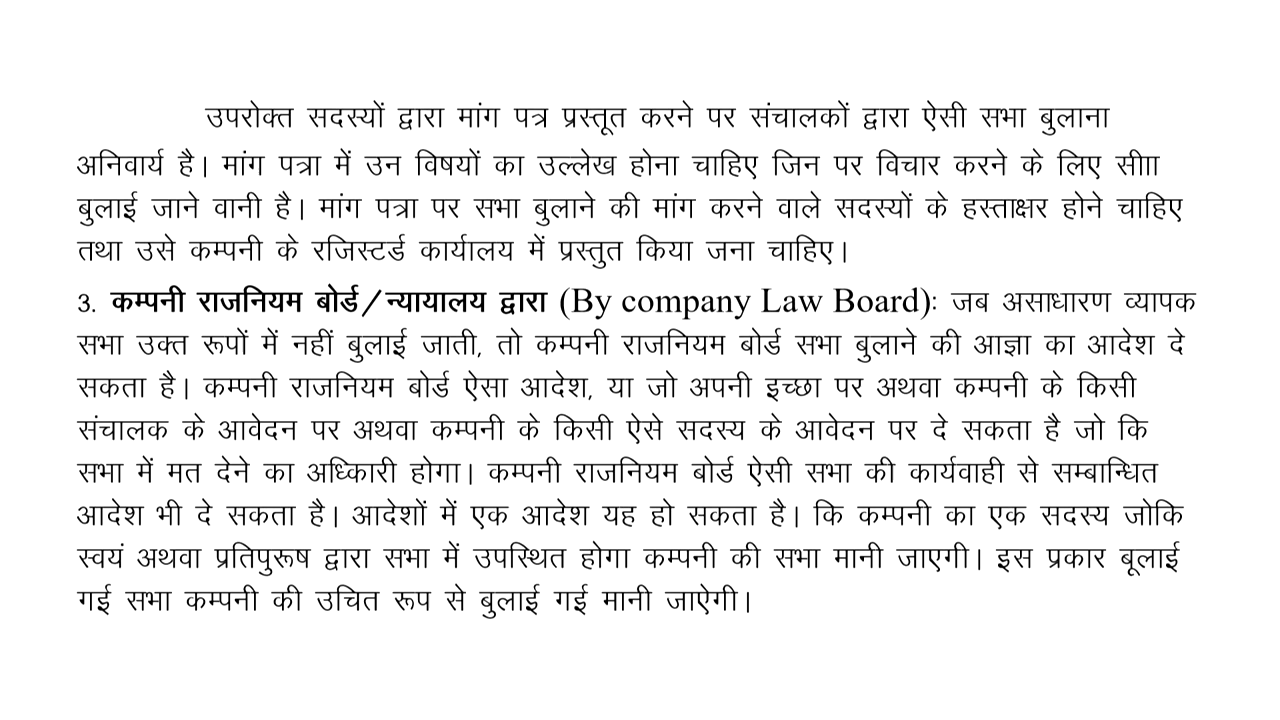 उपरोक्त सदस्यों द्वारा मांग पत्र प्रस्तूत करने पर संचालकों द्वारा ऐसी सभा बुलाना
अनिवार्य है। मांग पत्रा में उन विषयों का उल्लेख होना चाहिए जिन पर विचार करने के लिए सीाा
बुलाई जाने वानी है। मांग पत्रा पर सभा बुलाने की मांग करने वाले सदस्यों के हस्ताक्षर होने चाहिए
तथा उसे कम्पनी के रजिस्टर्ड कार्यालय में प्रस्तुत किया जना चाहिए।
3. कम्पनी राजनियम बोर्ड/न्यायालय द्वारा (By company Law Board): जब असाधारण व्यापक
सभा उक्त रूपों में नहीं बुलाई जाती, तो कम्पनी राजनियम बोर्ड सभा बुलाने की आज्ञा का आदेश दे
सकता है। कम्पनी राजनियम बोर्ड ऐसा आदेश, या जो अपनी इच्छा पर अथवा कम्पनी के किसी
संचालक के आवेदन पर अथवा कम्पनी के किसी ऐसे सदस्य के आवेदन पर दे सकता है जो कि
सभा में मत देने का अध्किारी होगा। कम्पनी राजनियम बोर्ड ऐसी सभा की कार्यवाही से सम्बान्धित
आदेश भी दे सकता है। आदेशों में एक आदेश यह हो सकता है। कि कम्पनी का एक सदस्य जोकि
स्वयं अथवा प्रतिपुरूष द्वारा सभा में उपस्थित होगा कम्पनी की सभा मानी जाएगी। इस प्रकार बूलाई
गई सभा कम्पनी की उचित रूप से बुलाई गई मानी जाऐगी।